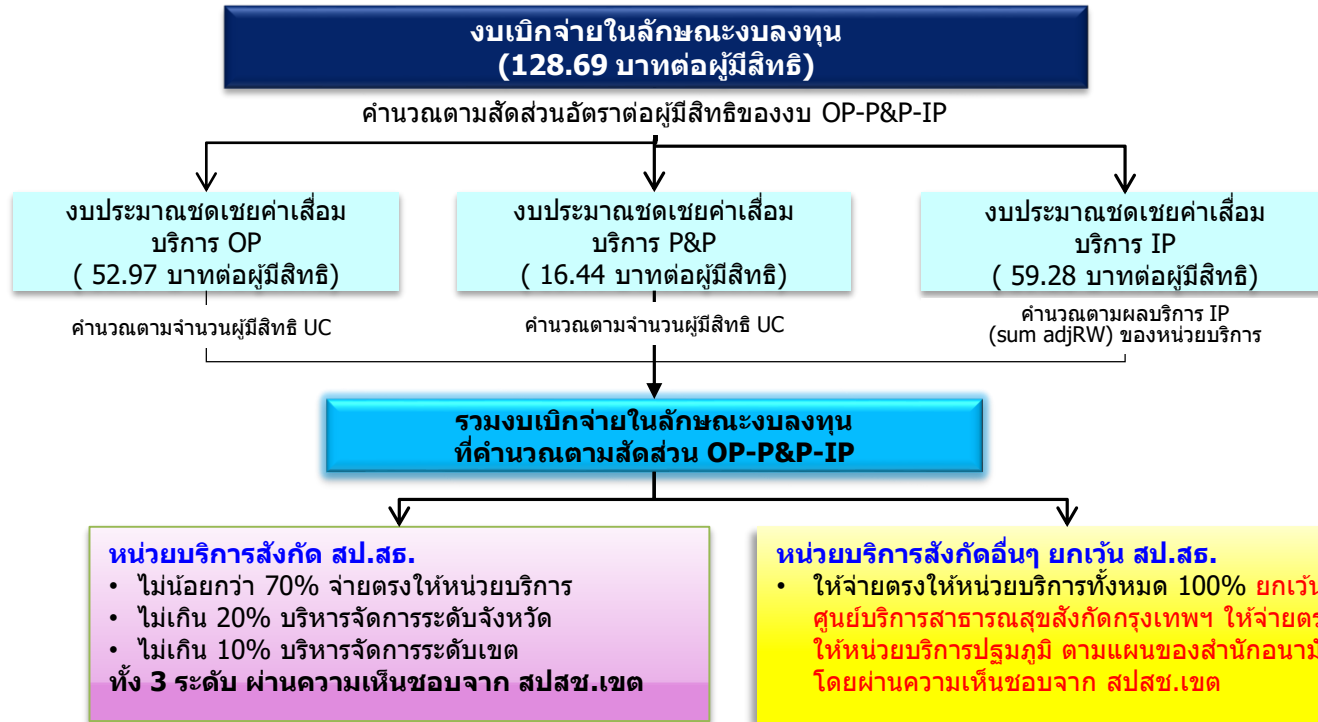 งบเบิกจ่ายในลักษณะงบลงทุน
(128.69 บาทต่อผู้มีสิทธิ)
คำนวณตามสัดส่วนอัตราต่อผู้มีสิทธิของงบ OP-P&P-IP
งบประมาณชดเชยค่าเสื่อม
บริการ OP
( 52.97 บาทต่อผู้มีสิทธิ)
งบประมาณชดเชยค่าเสื่อม
บริการ P&P
( 16.44 บาทต่อผู้มีสิทธิ)
งบประมาณชดเชยค่าเสื่อม
บริการ IP
( 59.28 บาทต่อผู้มีสิทธิ)
คำนวณตามจำนวนผู้มีสิทธิ UC
คำนวณตามจำนวนผู้มีสิทธิ UC
คำนวณตามผลบริการ IP
(sum adjRW) ของหน่วยบริการ
รวมงบเบิกจ่ายในลักษณะงบลงทุน
ที่คำนวณตามสัดส่วน OP-P&P-IP
หน่วยบริการสังกัด สป.สธ.
• ไม่น้อยกว่า 70% จ่ายตรงให้หน่วยบริการ
• ไม่เกิน 20% บริหารจัดการระดับจังหวัด
• ไม่เกิน 10% บริหารจัดการระดับเขต
ทั้ง 3 ระดับ ผ่านความเห็นชอบจาก สปสช.เขต
หน่วยบริการสังกัดอื่นๆ ยกเว้น สป.สธ.
• ให้จ่ายตรงให้หน่วยบริการทั้งหมด 100% ยกเว้น
ศูนย์บริการสาธารณสุขสังกัดกรุงเทพฯ ให้จ่ายตร
ให้หน่วยบริการปฐมภูมิ ตามแผนของสำนักอนามั
โดยผ่านความเห็นชอบจาก สปสช.เขต